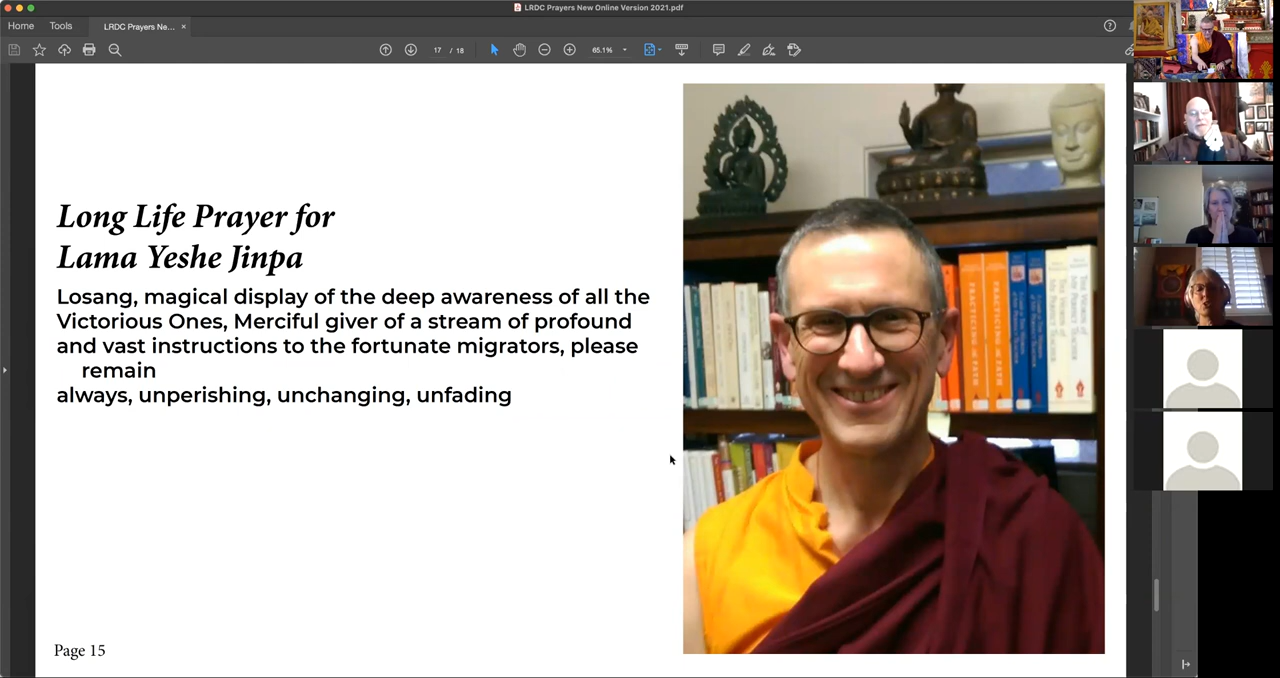 LRDC Prayers New Online Version 2021.pdf
Home
Tools
LRDC Prayers Ne...
17 / 18
65.1%
Long Life Prayer for
Lama Yeshe Jinpa
Losang, magical display of the deep awareness of all the
Victorious Ones, Merciful giver of a stream of profound
and vast instructions to the fortunate migrators, please
remain
always, unperishing, unchanging, unfading
Page 15